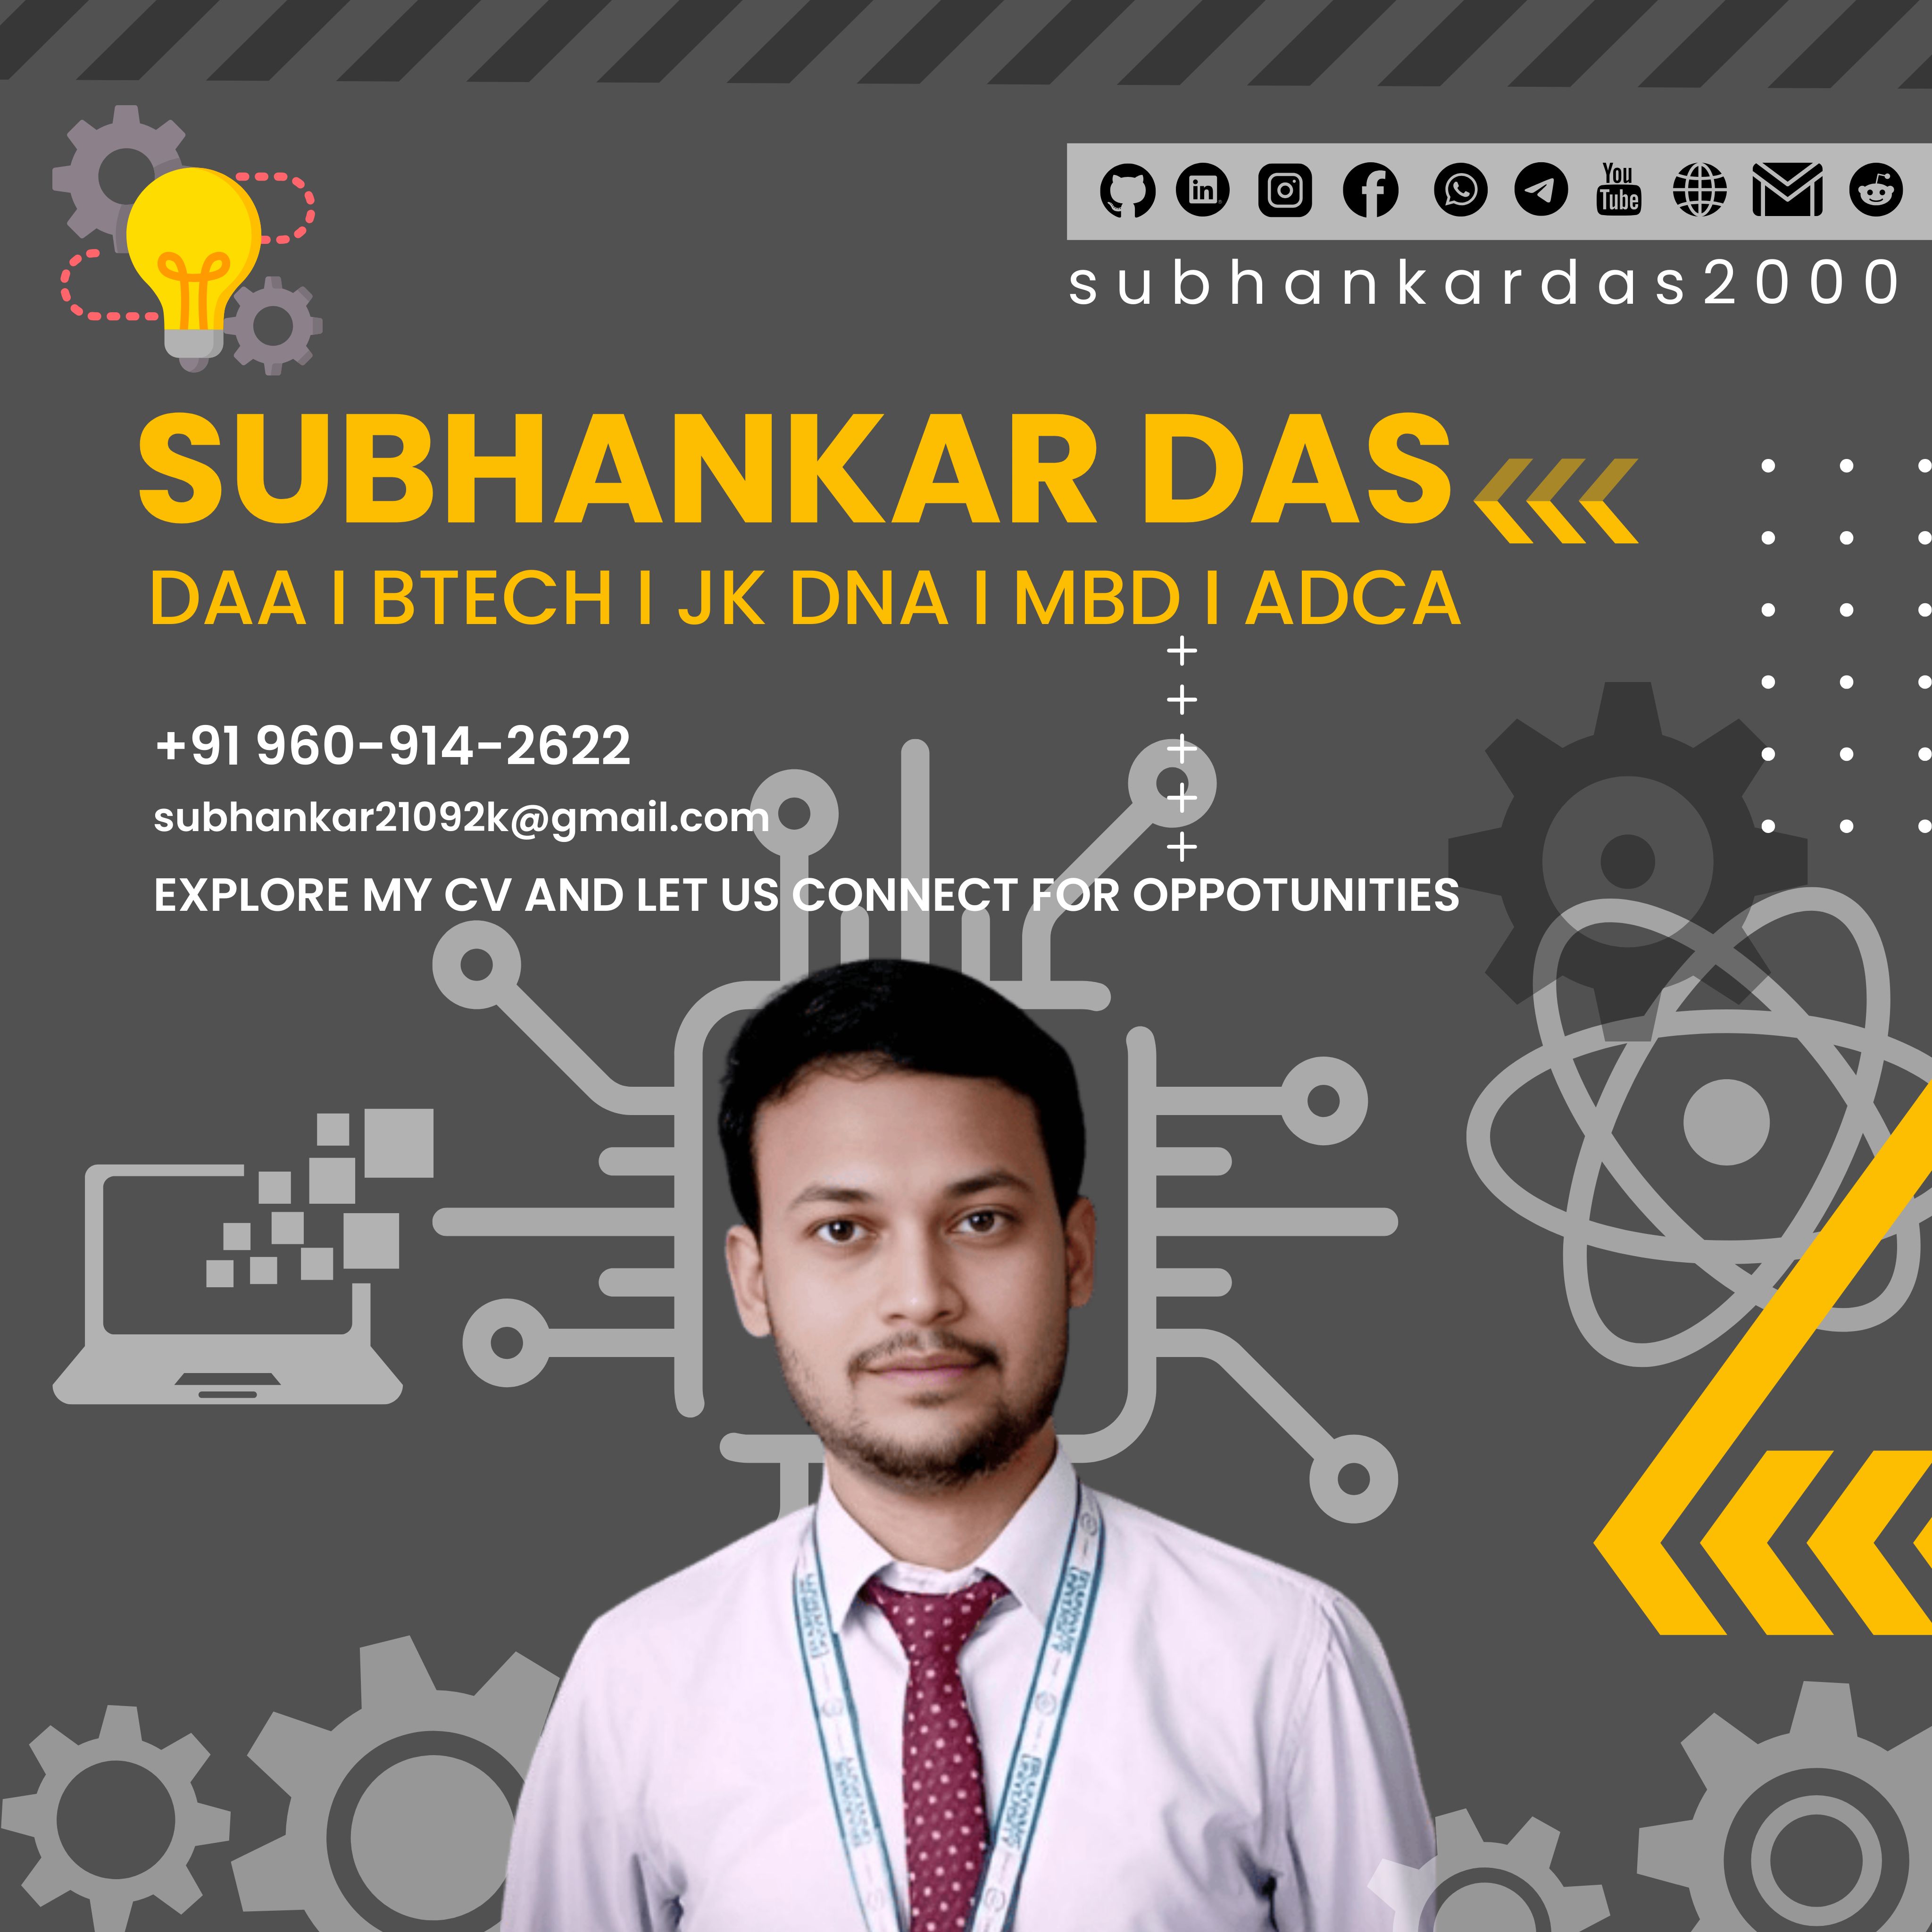 You
Tube
in
subhankardas2000
SUBHANKAR DAS
DAA I BTECH I JK DNA I MBD I ADCA
+91 960-914-2622
subhankar21092k@gmail.com
EXPLORE MY CV AND LET US CONNECT FOR OPPOTUNITIES